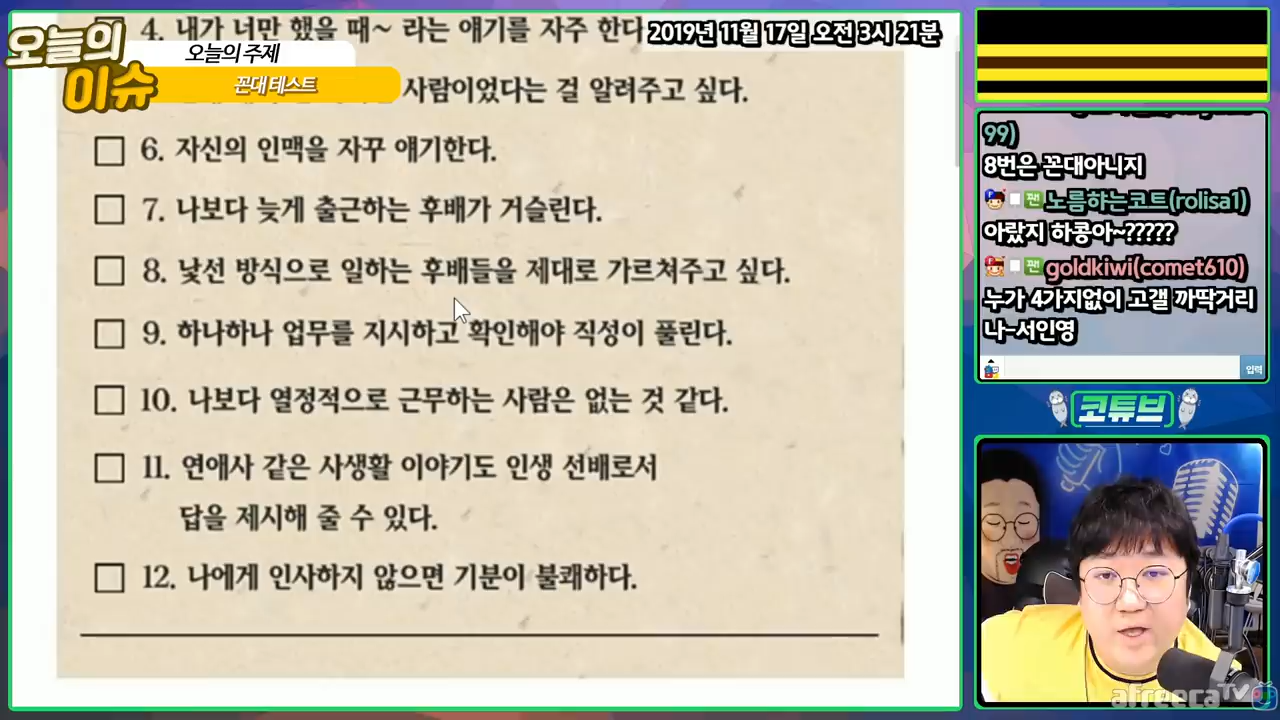 오늘의 이슈
오늘의 주제
꼰대 테스트
2019년 11월 17일 오전 3시 21분
4. 내가 너만 했을 때~ 라는 얘기를 자주 한다
사람이었다는 걸 알려주고 싶다.
6. 자신의 인맥을 자꾸 얘기한다.
7. 나보다 늦게 출근하는 후배가 거슬린다.
8. 낯선 방식으로 일하는 후배들을 제대로 가르쳐주고 싶다.
9. 하나하나 업무를 지시하고 확인해야 직성이 풀린다.
10. 나보다 열정적으로 근무하는 사람은 없는 것 같다.
11. 연애사 같은 사생활 이야기도 인생 선배로서
답을 제시해 줄 수 있다.
12. 나에게 인사하지 않으면 기분이 불쾌하다.
99)
8번은 꼰대아니지
팬 노름햐는코트(rolisa1)
아랐지 하콩아~?????
팬 goldkiwi(comet610)
누가 4가지없이 고갤 까딱거리
나-서인영
입력
코튜브
afreecaTV